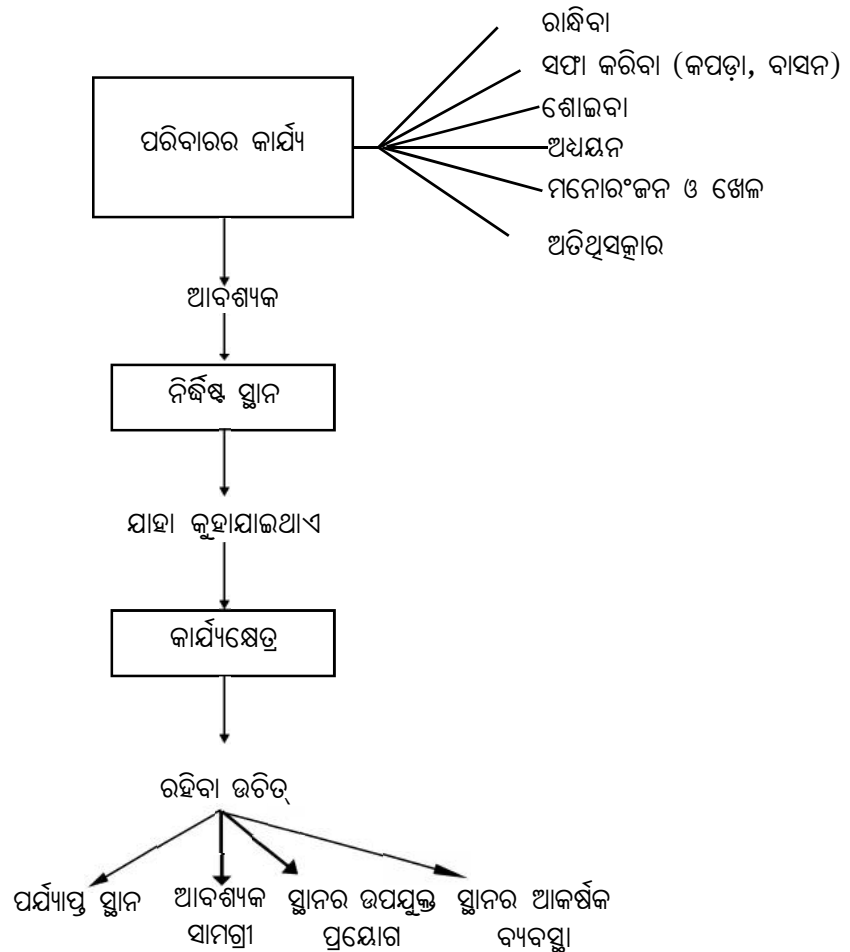 ରାନ୍ଧିବା
ସଫା କରିବା (କପଡ଼ା, ବାସନ)
ଶୋଇବା
ଅଧ୍ୟୟନ
ମନୋରଂଜନ ଓ ଖେଳ
ଅତିଥିସତ୍କାର
ପରିବାରର କାର୍ଯ୍ୟ
ଆବଶ୍ୟକ
ନିର୍ଦ୍ଧିଷ୍ଟ ସ୍ଥାନ
ଯାହା କୁହାଯାଇଥାଏ
କାର୍ଯ୍ୟକ୍ଷେତ୍ର
ରହିବା ଉଚିତ୍
ପର୍ଯ୍ୟାପ୍ତ ସ୍ଥାନ
ଆବଶ୍ୟକ
ସାମଗ୍ରୀ
ସ୍ଥାନର ଉପଯୁକ୍ତ
ପ୍ରୟୋଗ
ସ୍ଥାନର ଆକର୍ଷକ
ବ୍ୟବସ୍ଥା